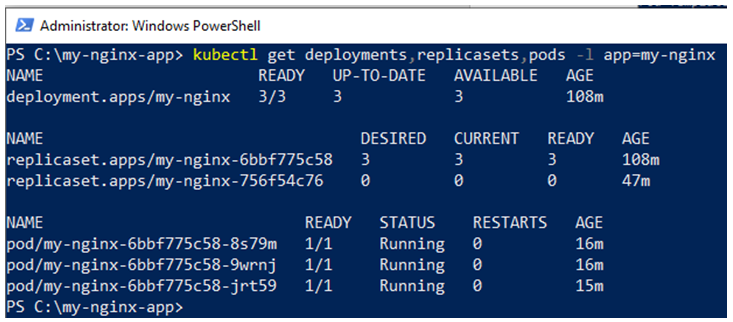 Administrator: Windows PowerShell
PS C:\my-nginx-app> kubectl get deployments,replicasets,pods -l app=my-nginx
NAME READY UP-TO-DATE AVAILABLE AGE
deployment.apps/my-nginx 3/3 3 3 108m
NAME DESIRED CURRENT READY AGE
replicaset.apps/my-nginx-6bbf775c58 3 3 3 108m
replicaset.apps/my-nginx-756f54c76 0 0 0 47m
NAME READY STATUS RESTARTS AGE
pod/my-nginx-6bbf775c58-8s79m 1/1 Running 0 16m
pod/my-nginx-6bbf775c58-9wrnj 1/1 Running 0 16m
pod/my-nginx-6bbf775c58-jrt59 1/1 Running 0 15m
PS C:\my-nginx-app>